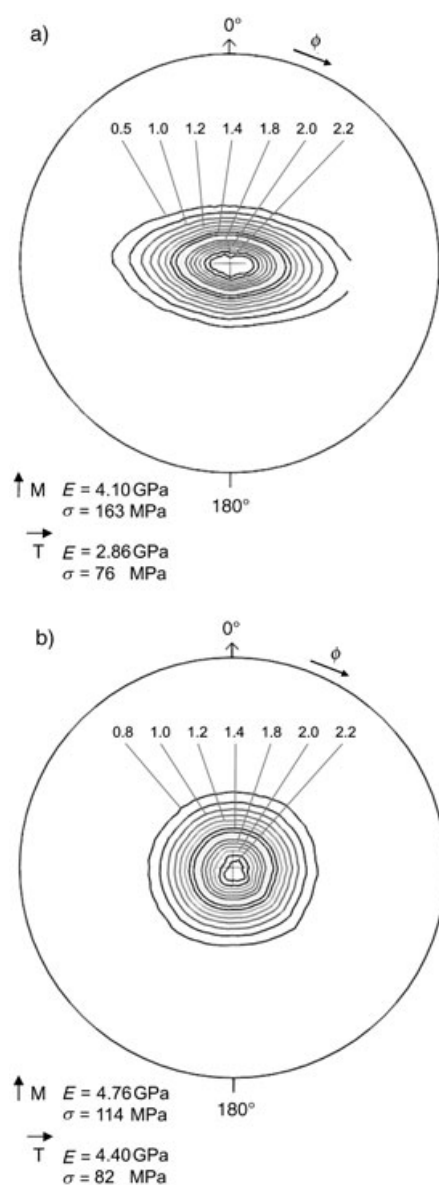 a)
0°
ϕ
0.5 1.0 1.2 1.4 1.8 2.0 2.2
180°
M E = 4.10 GPa
σ = 163 MPa
T E = 2.86 GPa
σ = 76 MPa
b)
0°
ϕ
0.8 1.0 1.2 1.4 1.8 2.0 2.2
180°
M E = 4.76 GPa
σ = 114 MPa
T E = 4.40 GPa
σ = 82 MPa